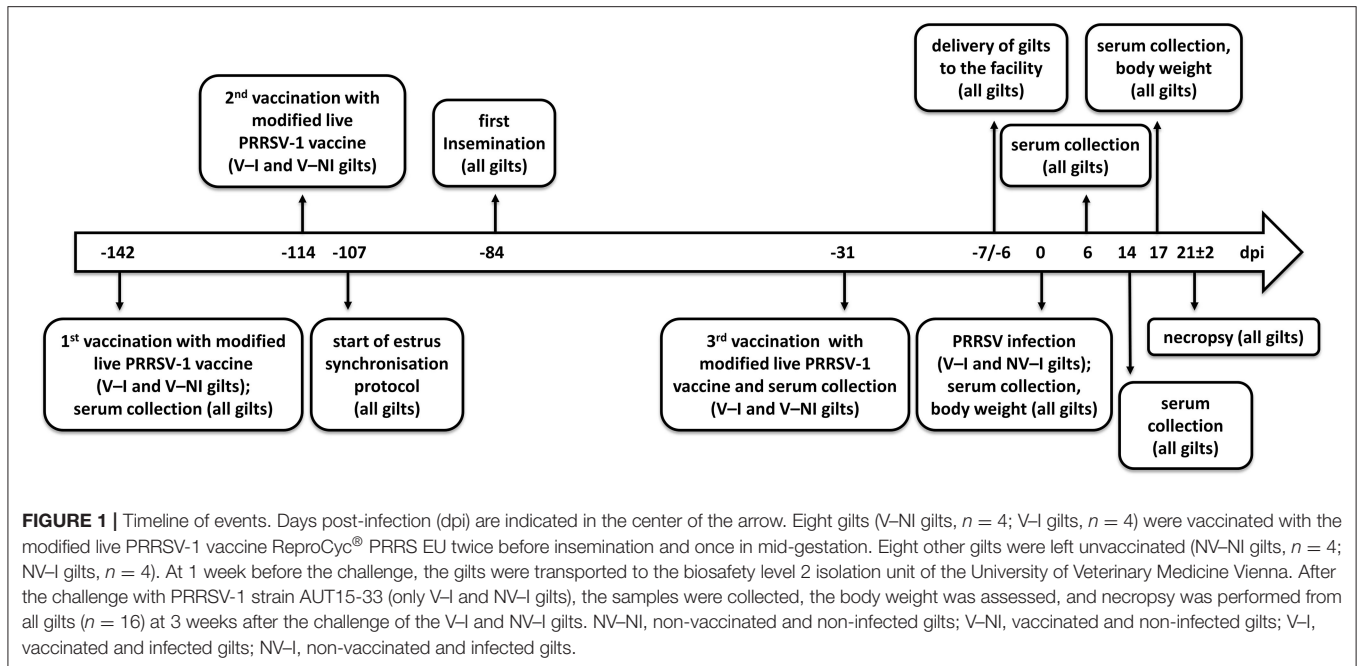 delivery of gilts
to the facility
(all gilts)
serum collection,
body weight
(all gilts)
2nd vaccination with
modified live
PRRSV-1 vaccine
(V–I and V–NI gilts)
first
Insemination
(all gilts)
serum collection
(all gilts)
-142 -114 -107 -84 -31 -7/-6 0 6 14 17 21±2 dpi
1st vaccination with modified
live PRRSV-1 vaccine
(V–I and V–NI gilts);
serum collection (all gilts)
start of estrus
synchronisation
protocol
(all gilts)
3rd vaccination with
modified live PRRSV-1
vaccine and serum collection
(V–I and V–NI gilts)
PRRSV infection
(V–I and NV–I gilts);
serum collection,
body weight (all gilts)
necropsy (all gilts)
serum
collection
(all gilts)
FIGURE 1 | Timeline of events. Days post-infection (dpi) are indicated in the center of the arrow. Eight gilts (V–NI gilts, n = 4; V–I gilts, n = 4) were vaccinated with the
modified live PRRSV-1 vaccine ReproCyc® PRRS EU twice before insemination and once in mid-gestation. Eight other gilts were left unvaccinated (NV–NI gilts, n = 4;
NV–I gilts, n = 4). At 1 week before the challenge, the gilts were transported to the biosafety level 2 isolation unit of the University of Veterinary Medicine Vienna. After
the challenge with PRRSV-1 strain AUT15-33 (only V–I and NV–I gilts), the samples were collected, the body weight was assessed, and necropsy was performed from
all gilts (n = 16) at 3 weeks after the challenge of the V–I and NV–I gilts. NV–NI, non-vaccinated and non-infected gilts; V–NI, vaccinated and non-infected gilts; V–I,
vaccinated and infected gilts; NV–I, non-vaccinated and infected gilts.